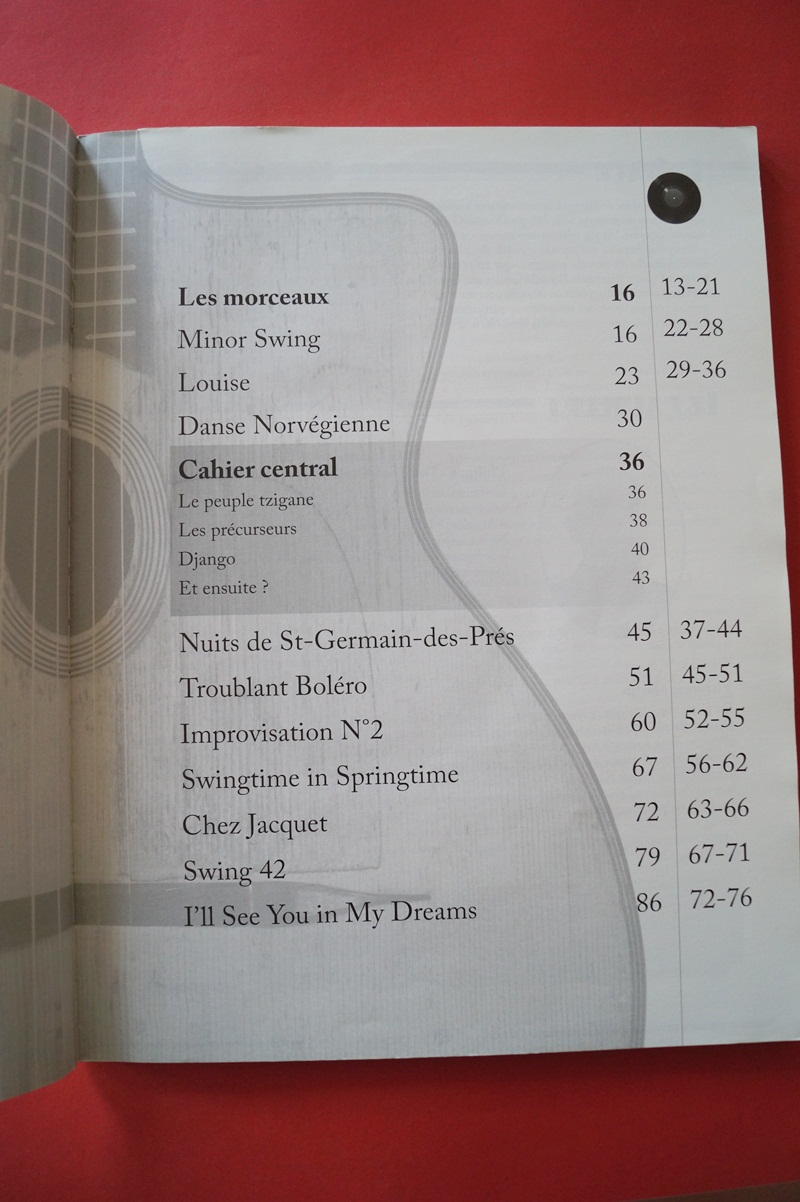 Les morceaux 16 13-21
Minor Swing 16 22-28
Louise 23 29-36
Danse Norvégienne 30
Cahier central 36
Le peuple tzigane 36
Les précurseurs 38
Django 40
Et ensuite ? 43
Nuits de St-Germain-des-Prés 45 37-44
Troublant Boléro 51 45-51
Improvisation N°2 60 52-55
Swingtime in Springtime 67 56-62
Chez Jacquet 72 63-66
Swing 42 79 67-71
I'll See You in My Dreams 86 72-76